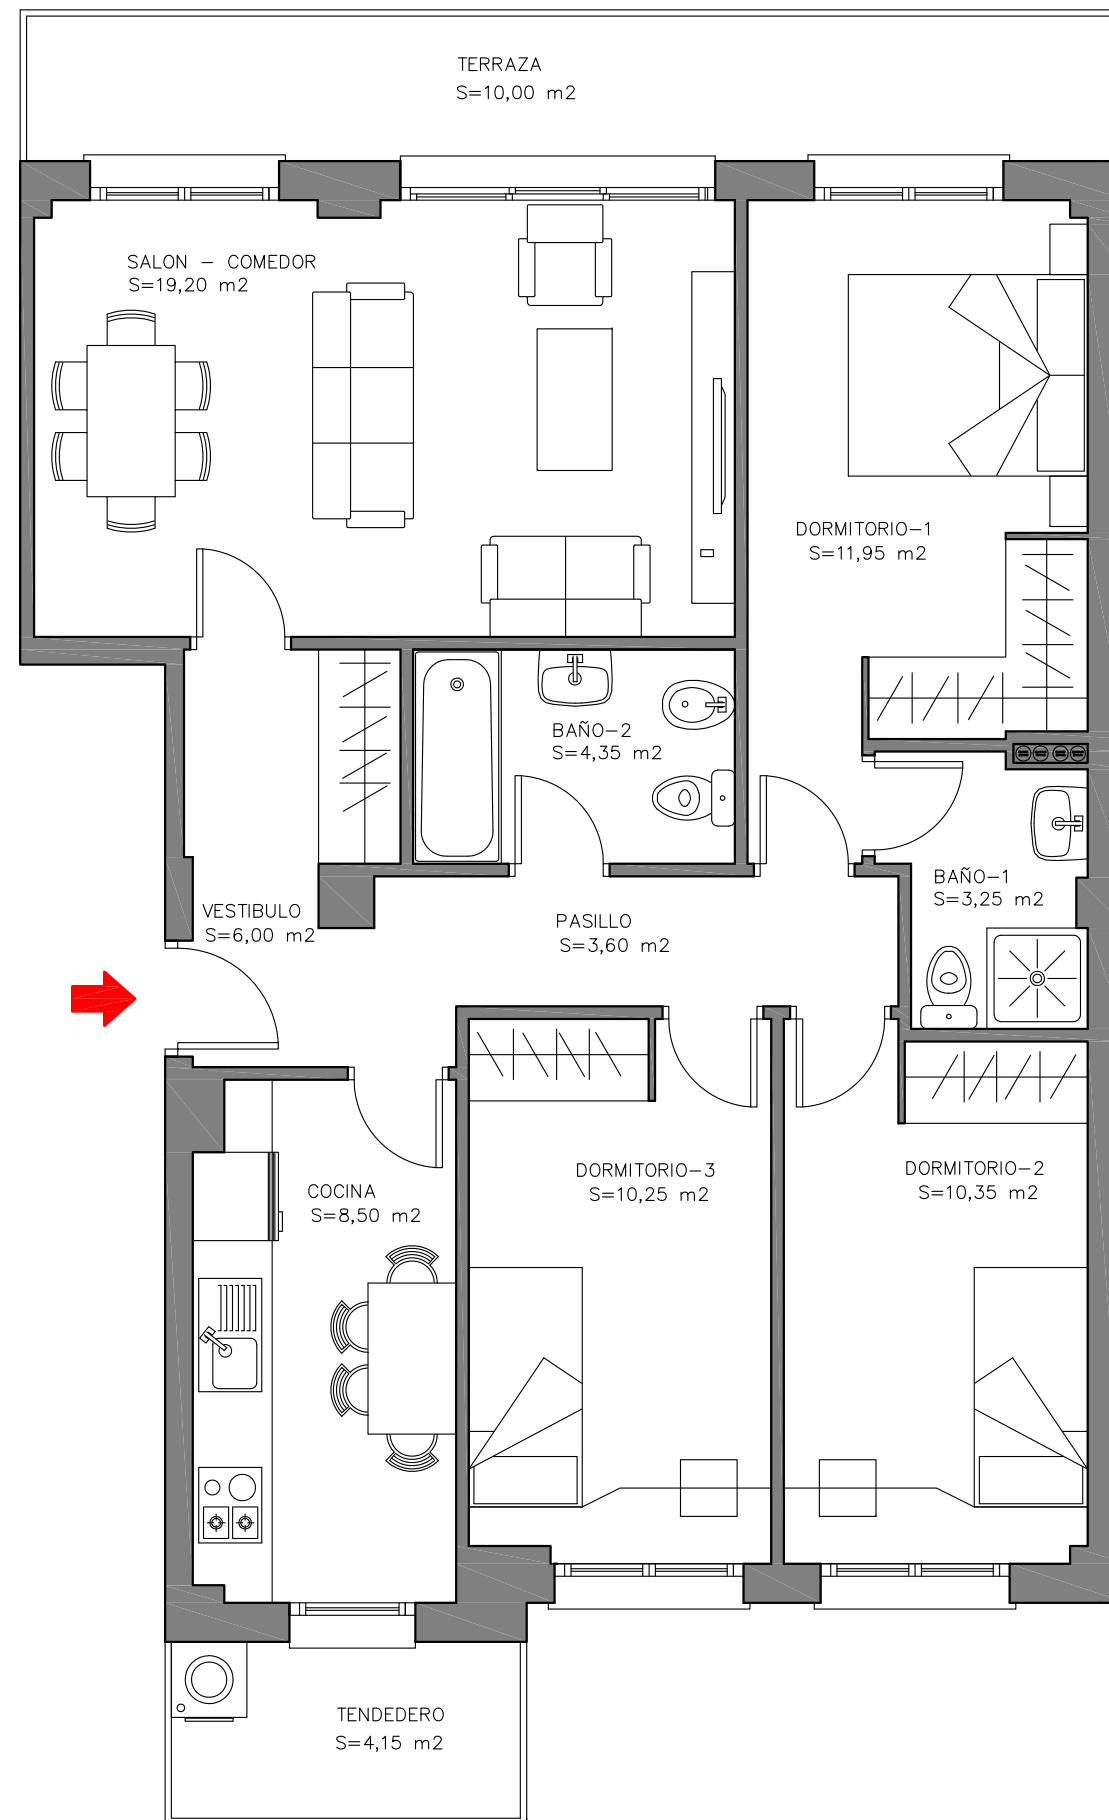 TERRAZA
S=10,00 m2
SALON - COMEDOR
S=19,20 m2
DORMITORIO-1
S=11,95 m2
BAÑO-2
S=4,35 m2
BAÑO-1
S=3,25 m2
VESTIBULO
S=6,00 m2
PASILLO
S=3,60 m2
DORMITORIO-3
S=10,25 m2
DORMITORIO-2
S=10,35 m2
COCINA
S=8,50 m2
TENDEDERO
S=4,15 m2